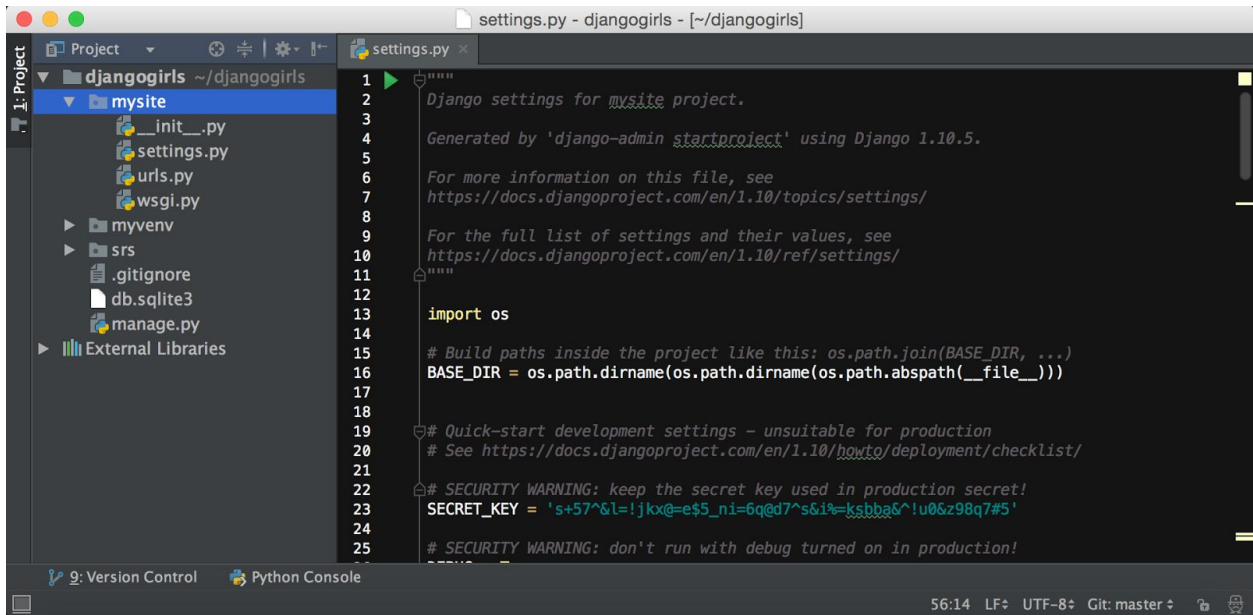 settings.py - djangogirls - [~/djangogirls]
1: Project
Project
settings.py
djangogirls ~/djangogirls
mysite
__init__.py
settings.py
urls.py
wsgi.py
myvenv
srs
.gitignore
db.sqlite3
manage.py
External Libraries
1 """
2 Django settings for mysite project.
3
4 Generated by 'django-admin startproject' using Django 1.10.5.
5
6 For more information on this file, see
7 https://docs.djangoproject.com/en/1.10/topics/settings/
8
9 For the full list of settings and their values, see
10 https://docs.djangoproject.com/en/1.10/ref/settings/
11 """
12
13 import os
14
15 # Build paths inside the project like this: os.path.join(BASE_DIR, ...)
16 BASE_DIR = os.path.dirname(os.path.dirname(os.path.abspath(__file__)))
17
18
19 # Quick-start development settings - unsuitable for production
20 # See https://docs.djangoproject.com/en/1.10/howto/deployment/checklist/
21
22 # SECURITY WARNING: keep the secret key used in production secret!
23 SECRET_KEY = 's+57^&l=!jkx@=e$5_ni=6q@d7^s&i%=ksbba&^!u0&z98q7#5'
24
25 # SECURITY WARNING: don't run with debug turned on in production!
9: Version Control
Python Console
56:14 LF UTF-8 Git: master